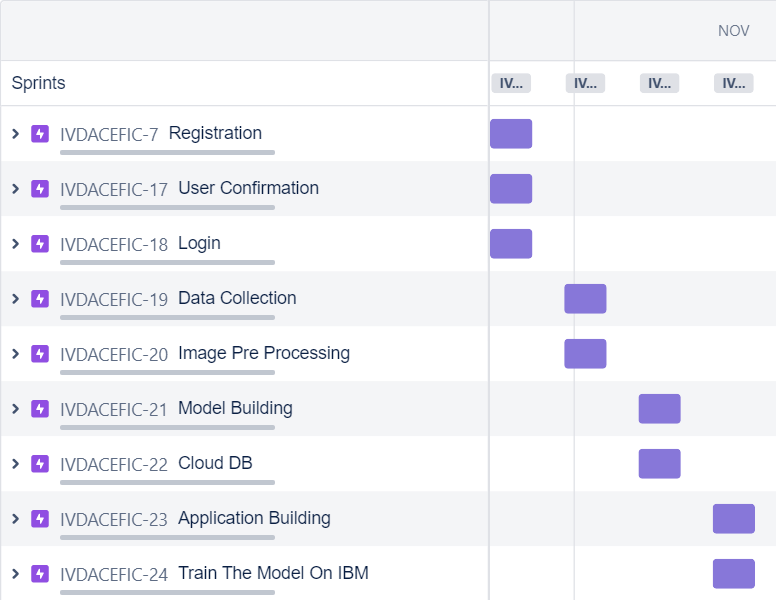 NOV
Sprints IV... IV... IV... IV...
IVDACEFIC-7 Registration
IVDACEFIC-17 User Confirmation
IVDACEFIC-18 Login
IVDACEFIC-19 Data Collection
IVDACEFIC-20 Image Pre Processing
IVDACEFIC-21 Model Building
IVDACEFIC-22 Cloud DB
IVDACEFIC-23 Application Building
IVDACEFIC-24 Train The Model On IBM